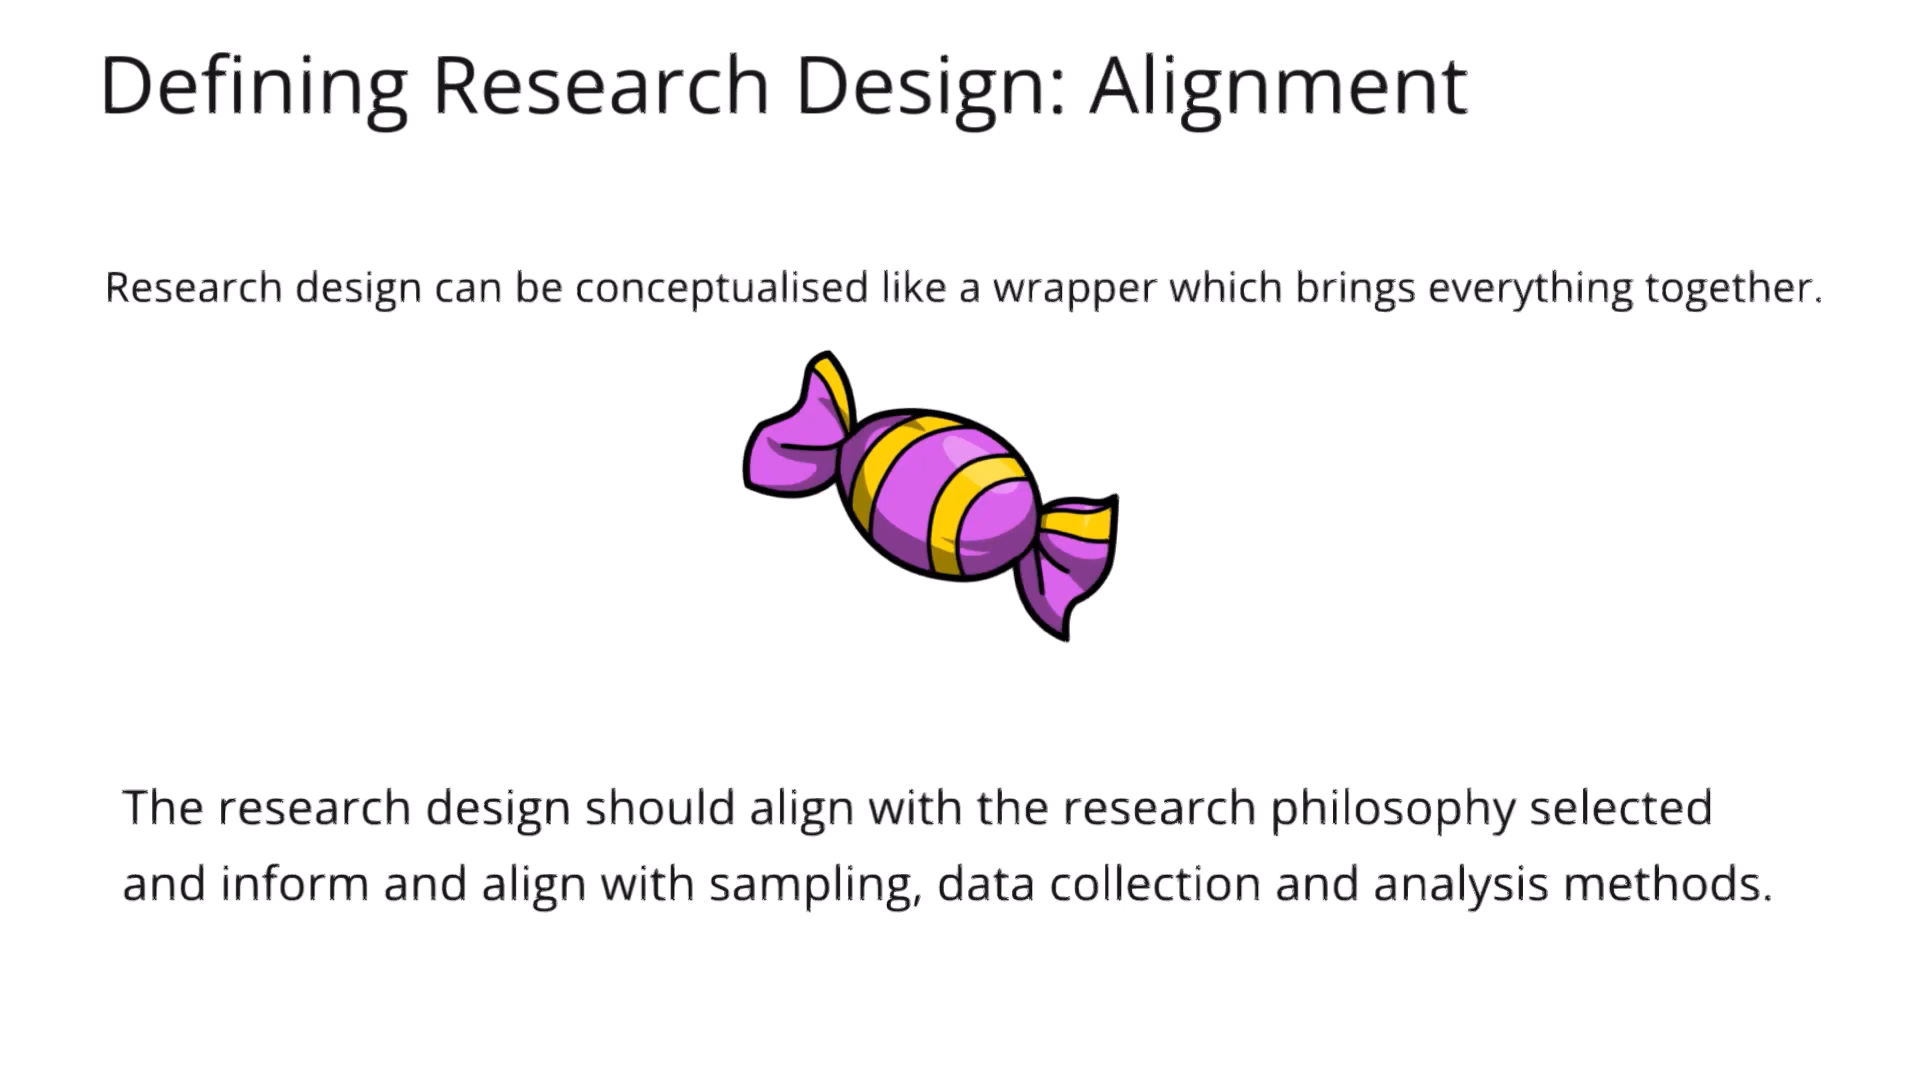 Defining Research Design: Alignment
Research design can be conceptualised like a wrapper which brings everything together.
The research design should align with the research philosophy selected
and inform and align with sampling, data collection and analysis methods.